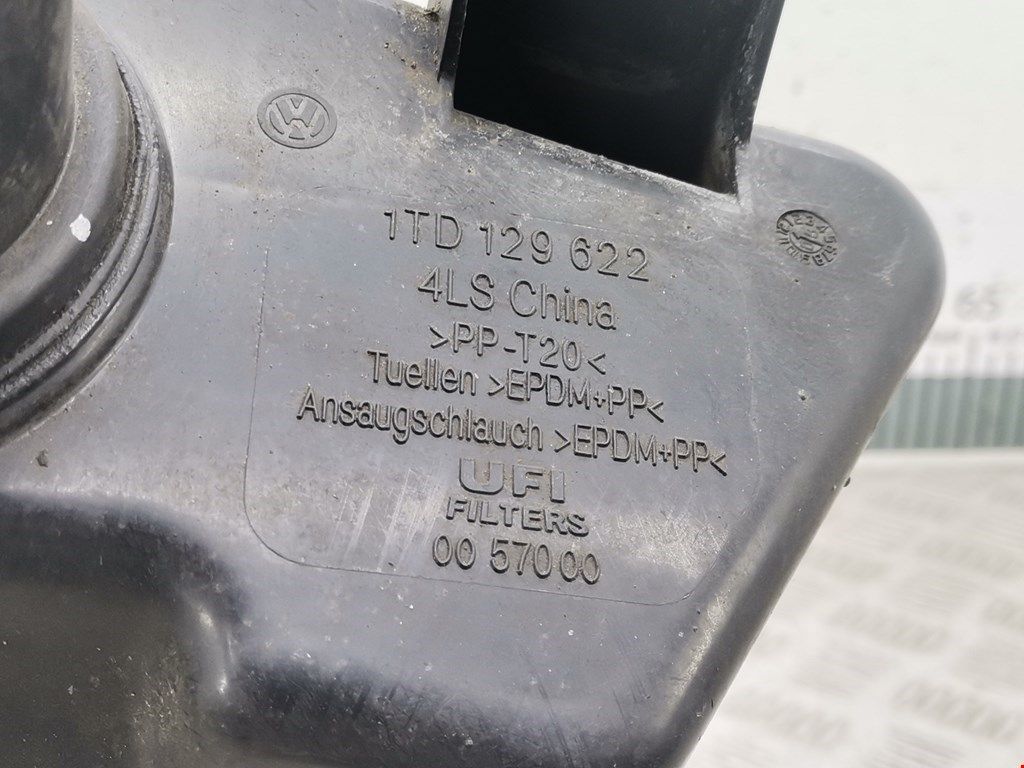 1TD 129 622
4LS China
>PP-T20<
Tuellen >EPDM+PP<
Ansaugschlauch >EPDM+PP<
UFI
FILTERS
00 570 00